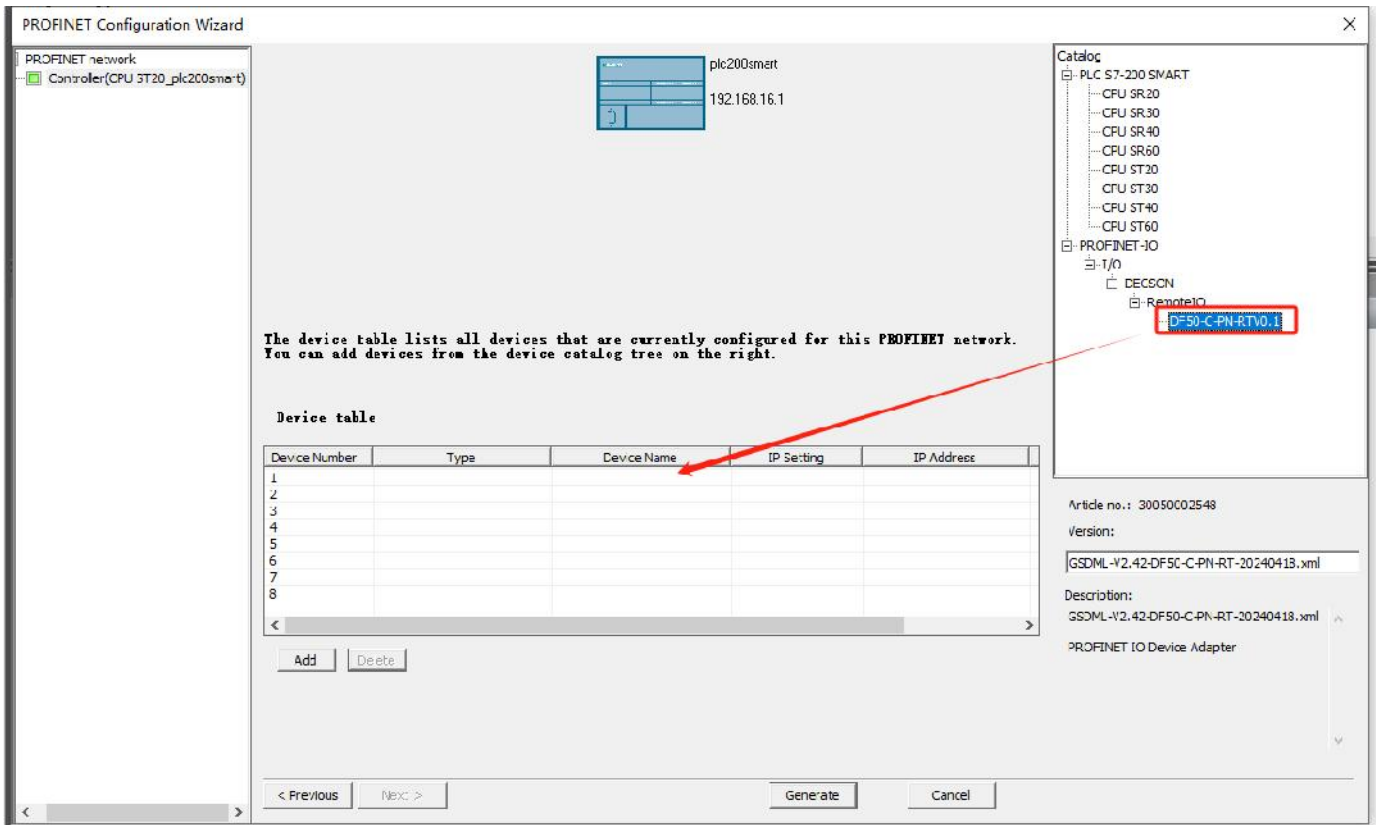 PROFINET Configuration Wizard
PROFINET network
Controller(CPU ST20_plc200smart)
plc200smart
192.168.16.1
The device table lists all devices that are currently configured for this PROFINET network.
You can add devices from the device catalog tree on the right.
Device table
Device Number Type Device Name IP Setting IP Address
1
2
3
4
5
6
7
8
Add Delete
< Previous Next > Generate Cancel
Catalog
PLC S7-200 SMART
CPU SR20
CPU SR30
CPU SR40
CPU SR60
CPU ST20
CPU ST30
CPU ST40
CPU ST60
PROFINET-IO
I/O
DECSON
RemoteIO
DF50-C-PN-RTV0.1
Article no.: 30050002548
Version:
GSDML-V2.42-DF50-C-PN-RT-20240418.xml
Description:
GSDML-V2.42-DF50-C-PN-RT-20240418.xml
PROFINET IO Device Adapter